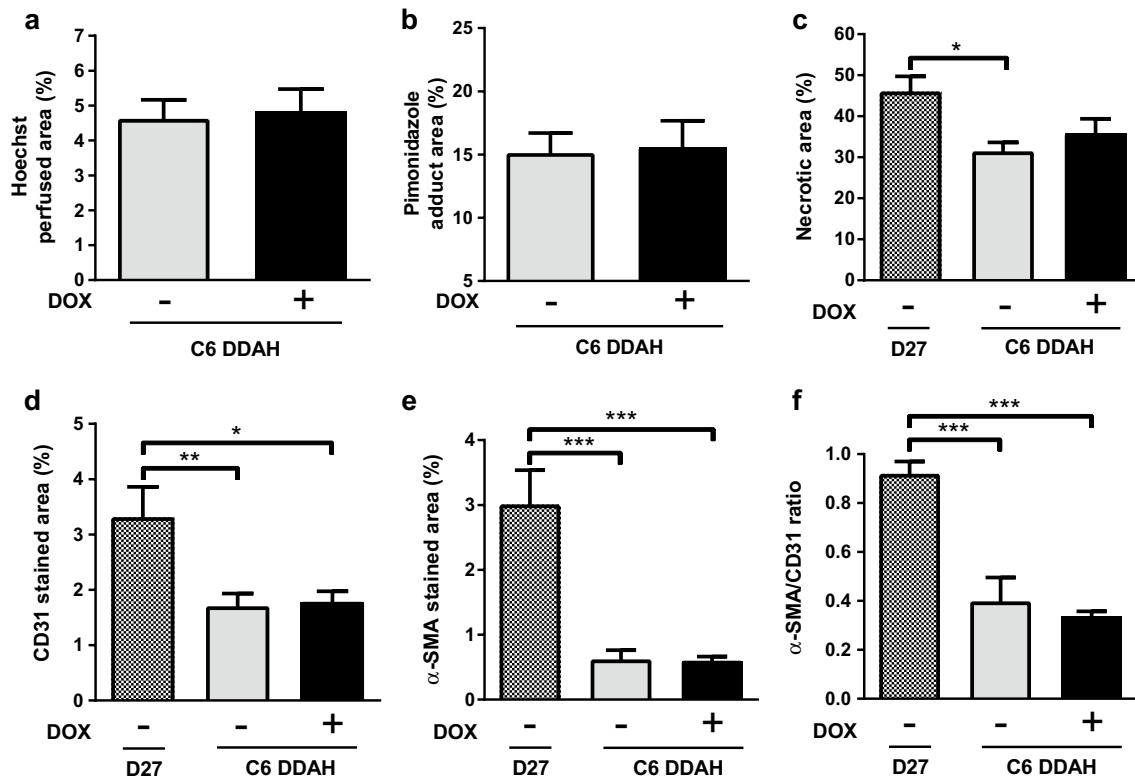 a
Hoechst
perfused area (%)
7
6
5
4
3
2
1
0
DOX - +
C6 DDAH
b
Pimonidazole
adduct area (%)
25
20
15
10
5
DOX - +
C6 DDAH
c
Necrotic area (%)
60
50
40
30
20
10
0
*
DOX - - +
D27 C6 DDAH
d
CD31 stained area (%)
5
4
3
2
1
0
*
**
DOX - - +
D27 C6 DDAH
e
α-SMA stained area (%)
4
3
2
1
0
***
***
DOX - - +
D27 C6 DDAH
f
α-SMA/CD31 ratio
1.0
0.8
0.6
0.4
0.2
0.0
***
***
DOX - - +
D27 C6 DDAH